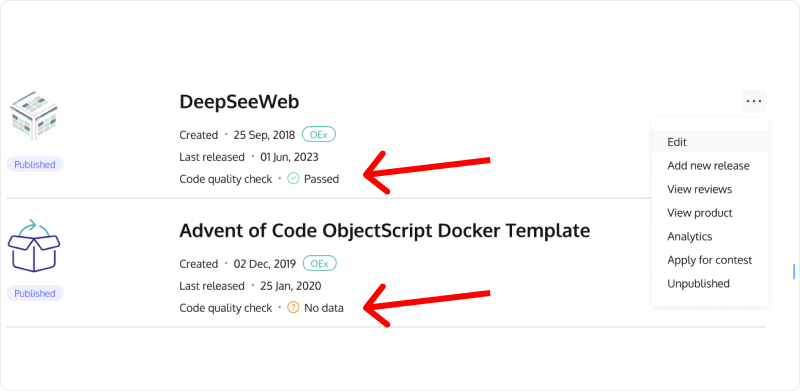 DeepSeeWeb
Created • 25 Sep, 2018 OEx
Last released • 01 Jun, 2023
Published
Code quality check • Passed
Advent of Code ObjectScript Docker Template
Created • 02 Dec, 2019 OEx
Last released • 25 Jan, 2020
Published
Code quality check • No data
Edit
Add new release
View reviews
View product
Analytics
Apply for contest
Unpublished